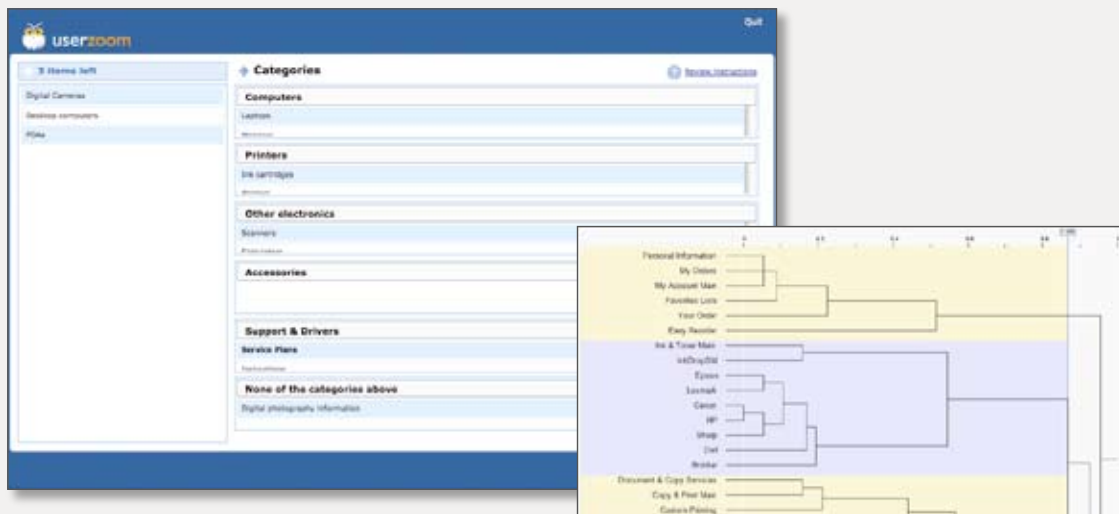 Quit
userzoom
3 items left
Digital Cameras
Desktop computers
PDAs
Categories
Review instructions
Computers
Laptops
Printers
Ink cartridges
Other electronics
Scanners
Accessories
Support & Drivers
Service Plans
None of the categories above
Digital photography information
Personal Information
My Orders
My Account Main
Favorites Lists
Your Order
Easy Reorder
Ink & Toner Main
Epson
Lexmark
Canon
HP
Sharp
Dell
Brother
Document & Copy Services
Copy & Print Main
Custom Printing